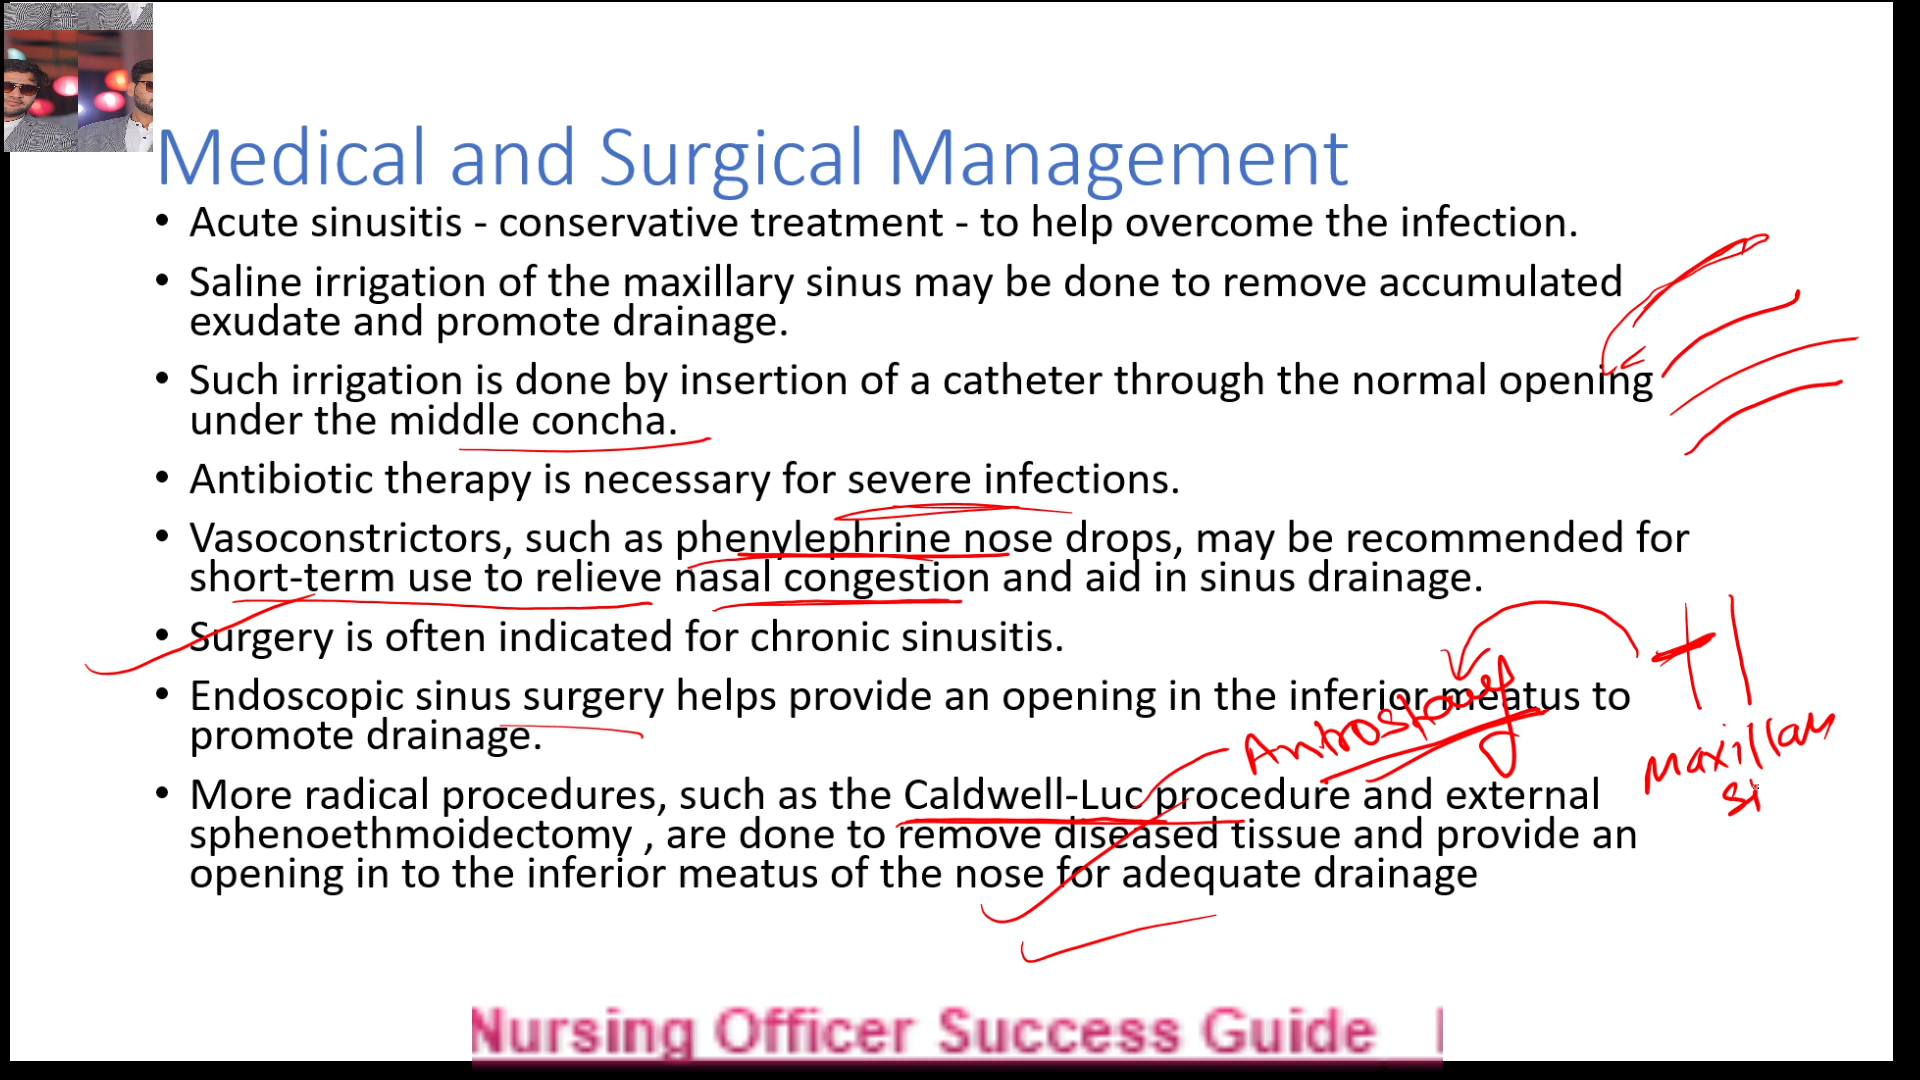 Medical and Surgical Management
• Acute sinusitis - conservative treatment - to help overcome the infection.
• Saline irrigation of the maxillary sinus may be done to remove accumulated
exudate and promote drainage.
• Such irrigation is done by insertion of a catheter through the normal opening
under the middle concha.
• Antibiotic therapy is necessary for severe infections.
• Vasoconstrictors, such as phenylephrine nose drops, may be recommended for
short-term use to relieve nasal congestion and aid in sinus drainage.
• Surgery is often indicated for chronic sinusitis.
• Endoscopic sinus surgery helps provide an opening in the inferior meatus to
promote drainage.
Antrostomy
Maxillary
si
• More radical procedures, such as the Caldwell-Luc procedure and external
sphenoethmoidectomy , are done to remove diseased tissue and provide an
opening in to the inferior meatus of the nose for adequate drainage
Nursing Officer Success Guide